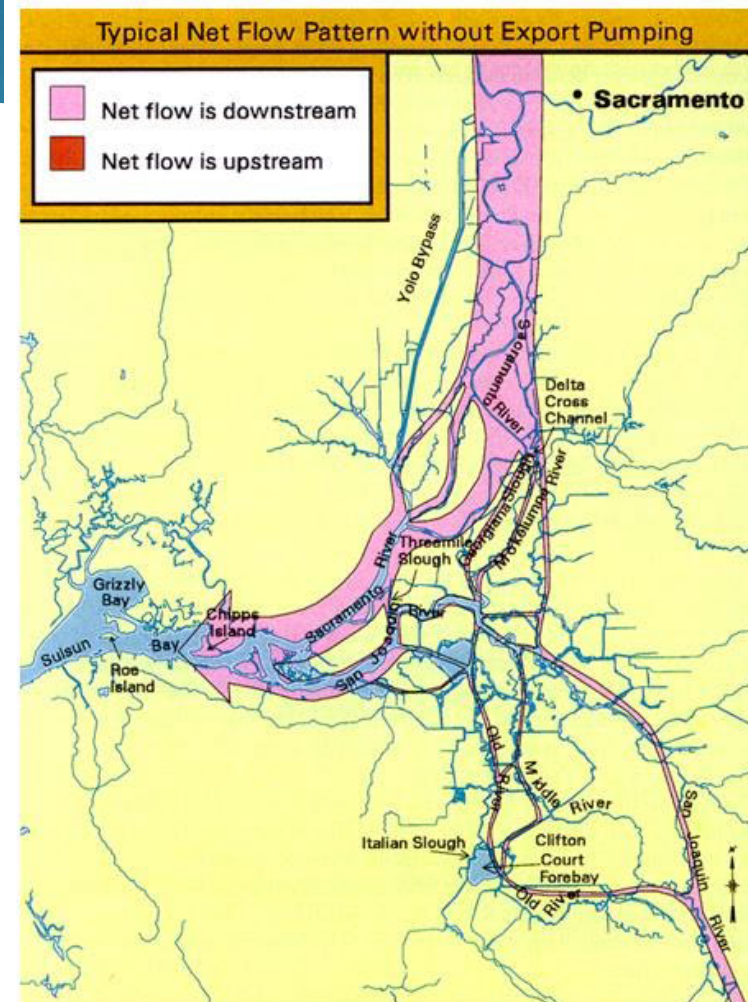 Typical Net Flow Pattern without Export Pumping
Net flow is downstream
Net flow is upstream
Sacramento
Yolo Bypass
Sacramento
River
Delta
Cross
Channel
Georgiana Slough
Mokelumne River
Threemile
Slough
Sacramento
River
Grizzly
Bay
Chipps
Island
Suisun
Bay
Roe
Island
San Joaquin
River
Old
River
Middle
River
Italian Slough
Clifton
Court
Forebay
Old River
San Joaquin
River